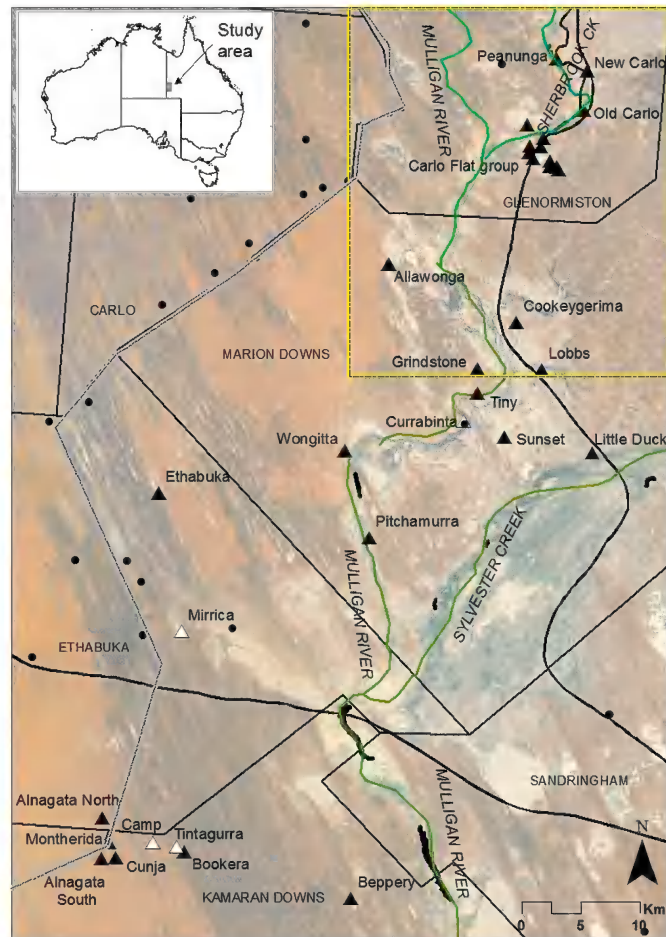 Study
area
MULLIGAN RIVER
Peanunga
SHERBROOK CK
New Carlo
Old Carlo
Carlo Flat group
GLENORMISTON
Allawonga
CARLO
Cookeygerima
MARION DOWNS
Grindstone
Lobbs
Tiny
Currabinta
Wongitta
Sunset
Little Duck
Ethabuka
Pitchamurra
MULLIGAN RIVER
SYLVESTER CREEK
Mirrica
ETHABUKA
SANDRINGHAM
Alnagata North
Camp
Montherida
Tintagurra
Cunja
Bookera
Alnagata
South
MULLIGAN RIVER
Beppery
KAMARAN DOWNS
N
0 5 10
Km